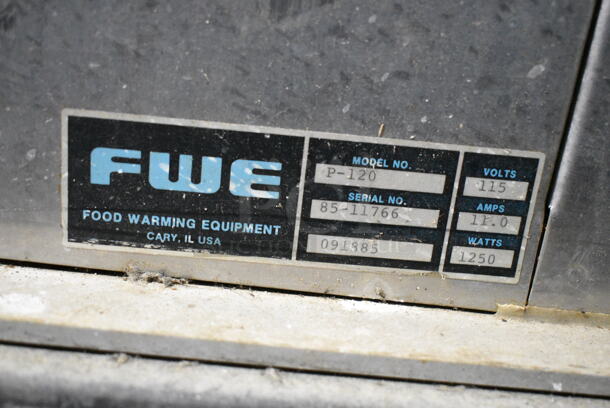 FWE
FOOD WARMING EQUIPMENT
CARY, IL USA
MODEL NO.
P-120
SERIAL NO.
85-11766
091885
VOLTS
115
AMPS
11.0
WATTS
1250